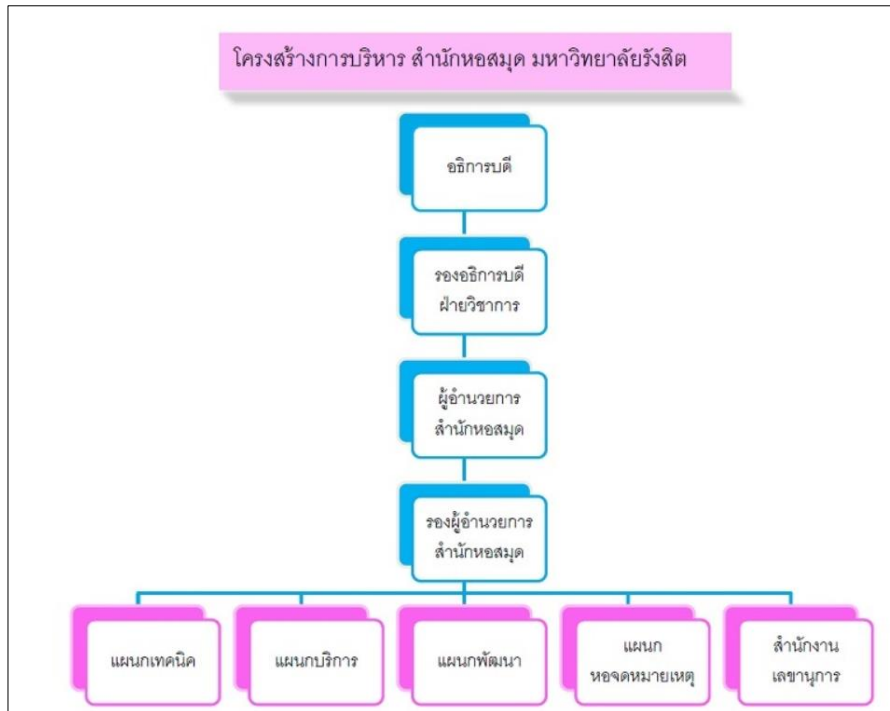 โครงสร้างการบริหาร สำนักหอสมุด มหาวิทยาลัยรังสิต
อธิการบดี
รองอธิการบดี
ฝ่ายวิชาการ
ผู้อำนวยการ
สำนักหอสมุด
รองผู้อำนวยการ
สำนักหอสมุด
แผนกเทคนิค
แผนกบริการ
แผนกพัฒนา
แผนก
หอจดหมายเหตุ
สำนักงาน
เลขานุการ